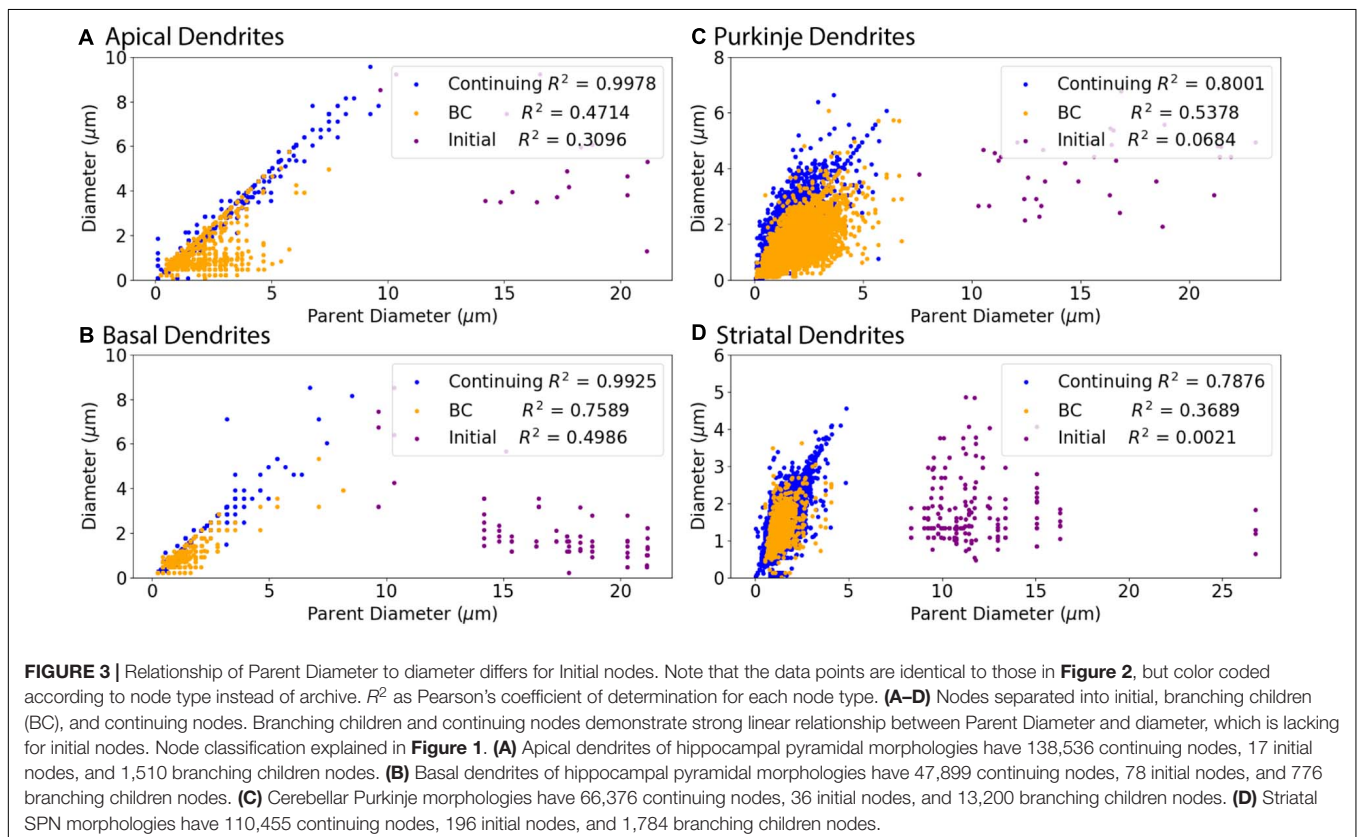 A Apical Dendrites
10
8
6
4
2
0
Diameter (μm)
Continuing R² = 0.9978
BC R² = 0.4714
Initial R² = 0.3096
0 5 10 15 20
Parent Diameter (μm)
B Basal Dendrites
10
8
6
4
2
0
Diameter (μm)
Continuing R² = 0.9925
BC R² = 0.7589
Initial R² = 0.4986
0 5 10 15 20
Parent Diameter (μm)
C Purkinje Dendrites
8
6
4
2
0
Diameter (μm)
Continuing R² = 0.8001
BC R² = 0.5378
Initial R² = 0.0684
0 5 10 15 20
Parent Diameter (μm)
D Striatal Dendrites
6
5
4
3
2
1
0
Diameter (μm)
Continuing R² = 0.7876
BC R² = 0.3689
Initial R² = 0.0021
0 5 10 15 20 25
Parent Diameter (μm)
FIGURE 3 | Relationship of Parent Diameter to diameter differs for Initial nodes. Note that the data points are identical to those in Figure 2, but color coded
according to node type instead of archive. R² as Pearson's coefficient of determination for each node type. (A–D) Nodes separated into initial, branching children
(BC), and continuing nodes. Branching children and continuing nodes demonstrate strong linear relationship between Parent Diameter and diameter, which is lacking
for initial nodes. Node classification explained in Figure 1. (A) Apical dendrites of hippocampal pyramidal morphologies have 138,536 continuing nodes, 17 initial
nodes, and 1,510 branching children nodes. (B) Basal dendrites of hippocampal pyramidal morphologies have 47,899 continuing nodes, 78 initial nodes, and 776
branching children nodes. (C) Cerebellar Purkinje morphologies have 66,376 continuing nodes, 36 initial nodes, and 13,200 branching children nodes. (D) Striatal
SPN morphologies have 110,455 continuing nodes, 196 initial nodes, and 1,784 branching children nodes.